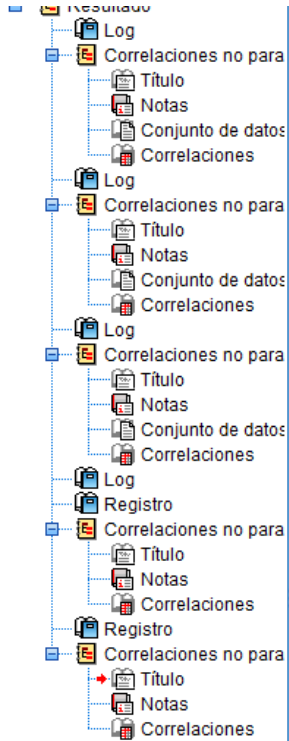 Resultado
Log
Correlaciones no para
Título
Notas
Conjunto de datos
Correlaciones
Log
Correlaciones no para
Título
Notas
Conjunto de datos
Correlaciones
Log
Correlaciones no para
Título
Notas
Conjunto de datos
Correlaciones
Log
Registro
Correlaciones no para
Título
Notas
Correlaciones
Registro
Correlaciones no para
Título
Notas
Correlaciones